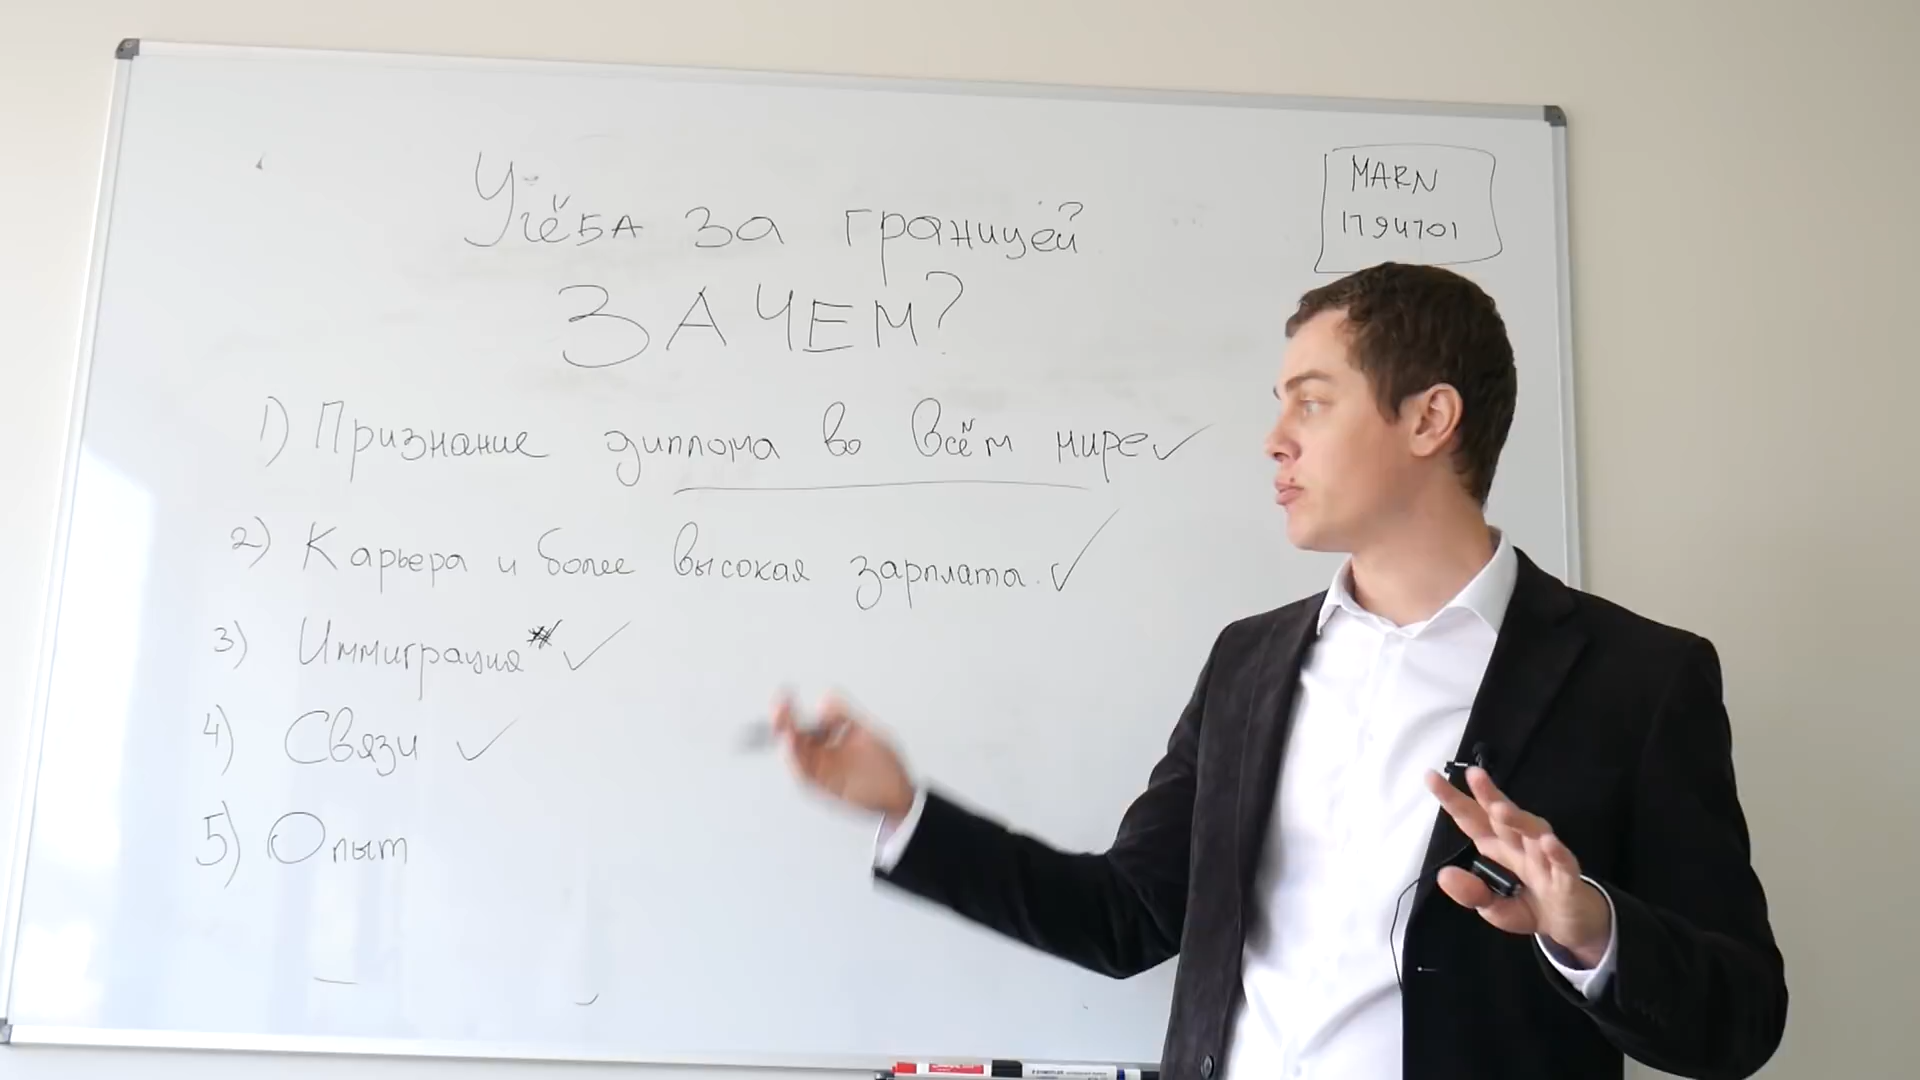 Учёба за границей?
ЗАЧЕМ?
MARN
1794701
1) Признание диплома во всём мире ✓
2) Карьера и более высокая зарплата. ✓
3) Иммиграция* ✓
4) Связи ✓
5) Опыт